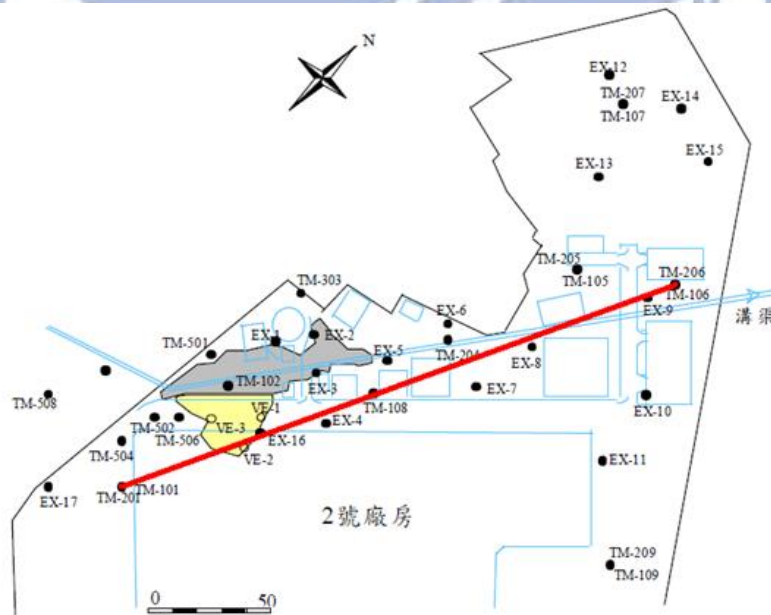 N
EX-12
TM-207
TM-107
EX-14
EX-15
EX-13
TM-205
TM-105
TM-206
TM-106
EX-9
溝渠
TM-303
EX-6
TM-204
EX-1
EX-2
TM-501
EX-5
EX-8
EX-3
TM-102
EX-7
TM-108
EX-10
TM-508
VE-1
TM-502
TM-506
VE-3
EX-4
EX-16
TM-504
VE-2
EX-11
EX-17
TM-201
TM-101
2號廠房
TM-209
TM-109
0
50